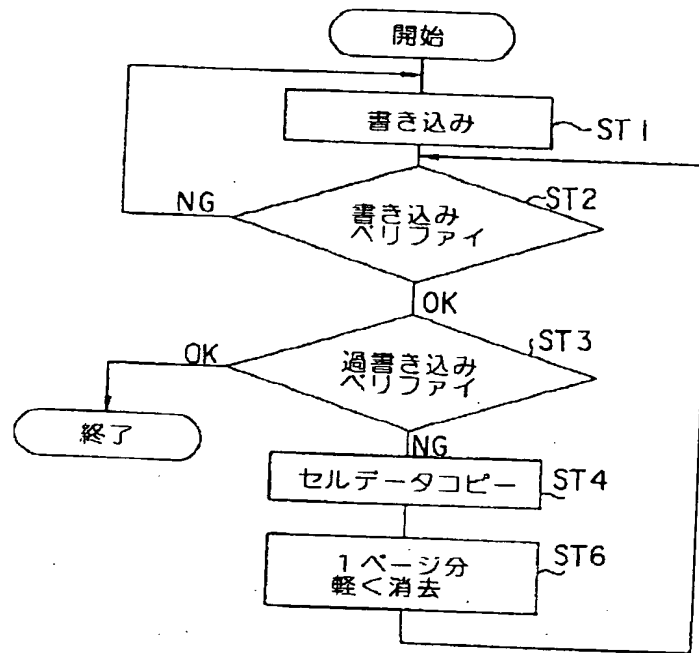 開始
書き込み
ST1
NG
書き込み
ベリファイ
ST2
OK
過書き込み
ベリファイ
ST3
OK
終了
NG
セルデータコピー
ST4
1ページ分
軽く消去
ST6